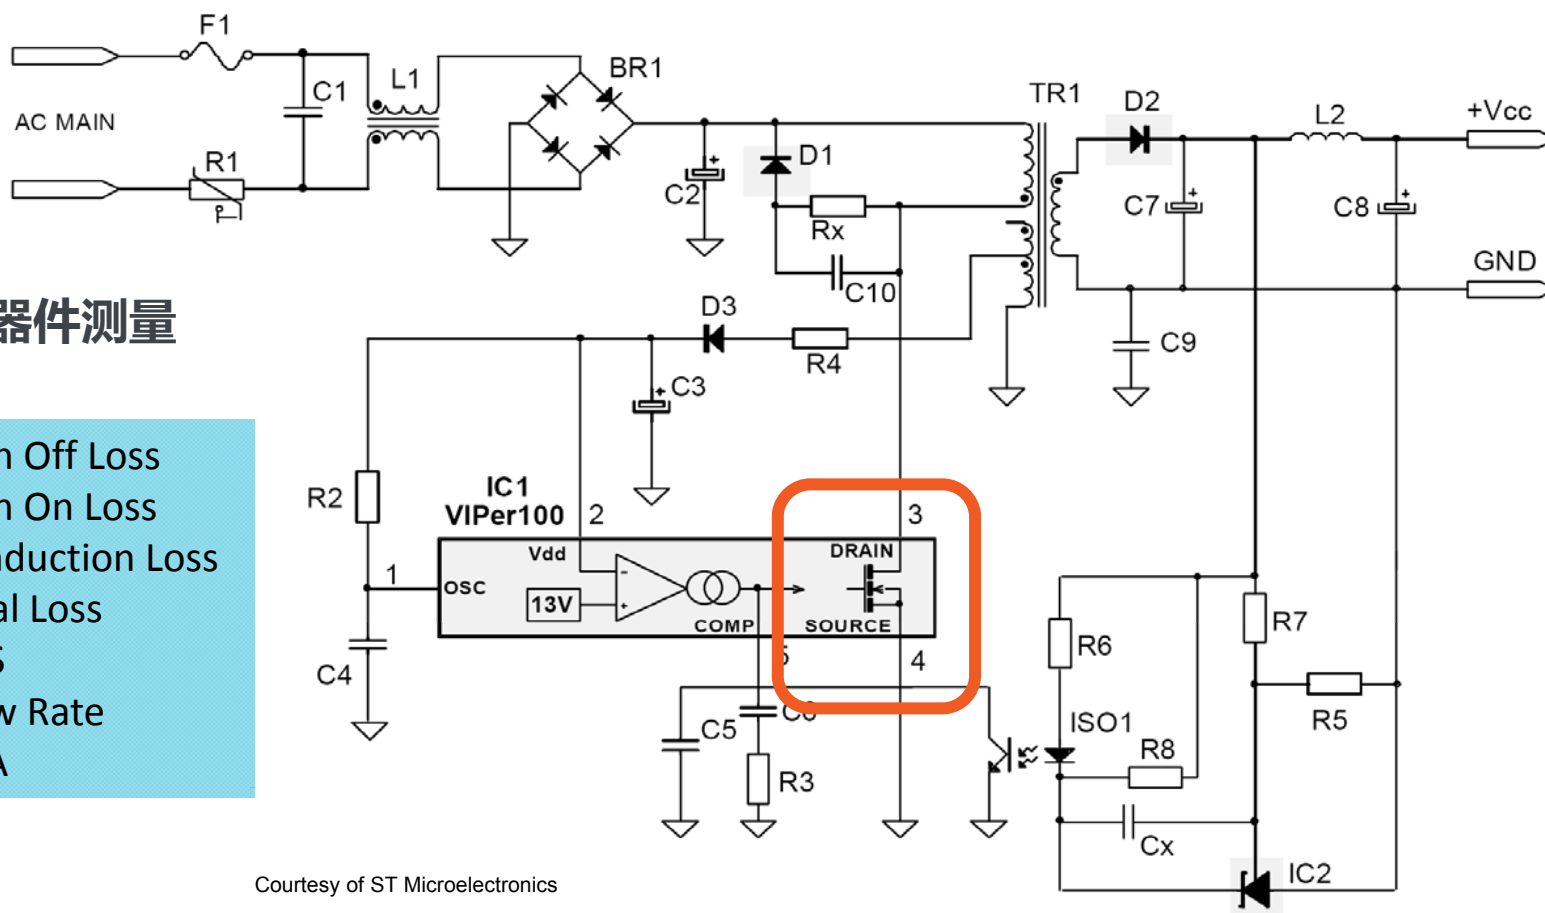 F1
AC MAIN
C1
L1
R1
BR1
C2
D1
Rx
C10
TR1
D2
C7
L2
C8
+Vcc
GND
C9
器件测量
D3
R4
C3
Off Loss
On Loss
Loss
Loss
Rate
R2
IC1
VIPer100
2
3
1
OSC
Vdd
13V
COMP
DRAIN
SOURCE
5
4
C4
C5
C6
R3
R6
R7
R5
ISO1
R8
Cx
IC2
Courtesy of ST Microelectronics